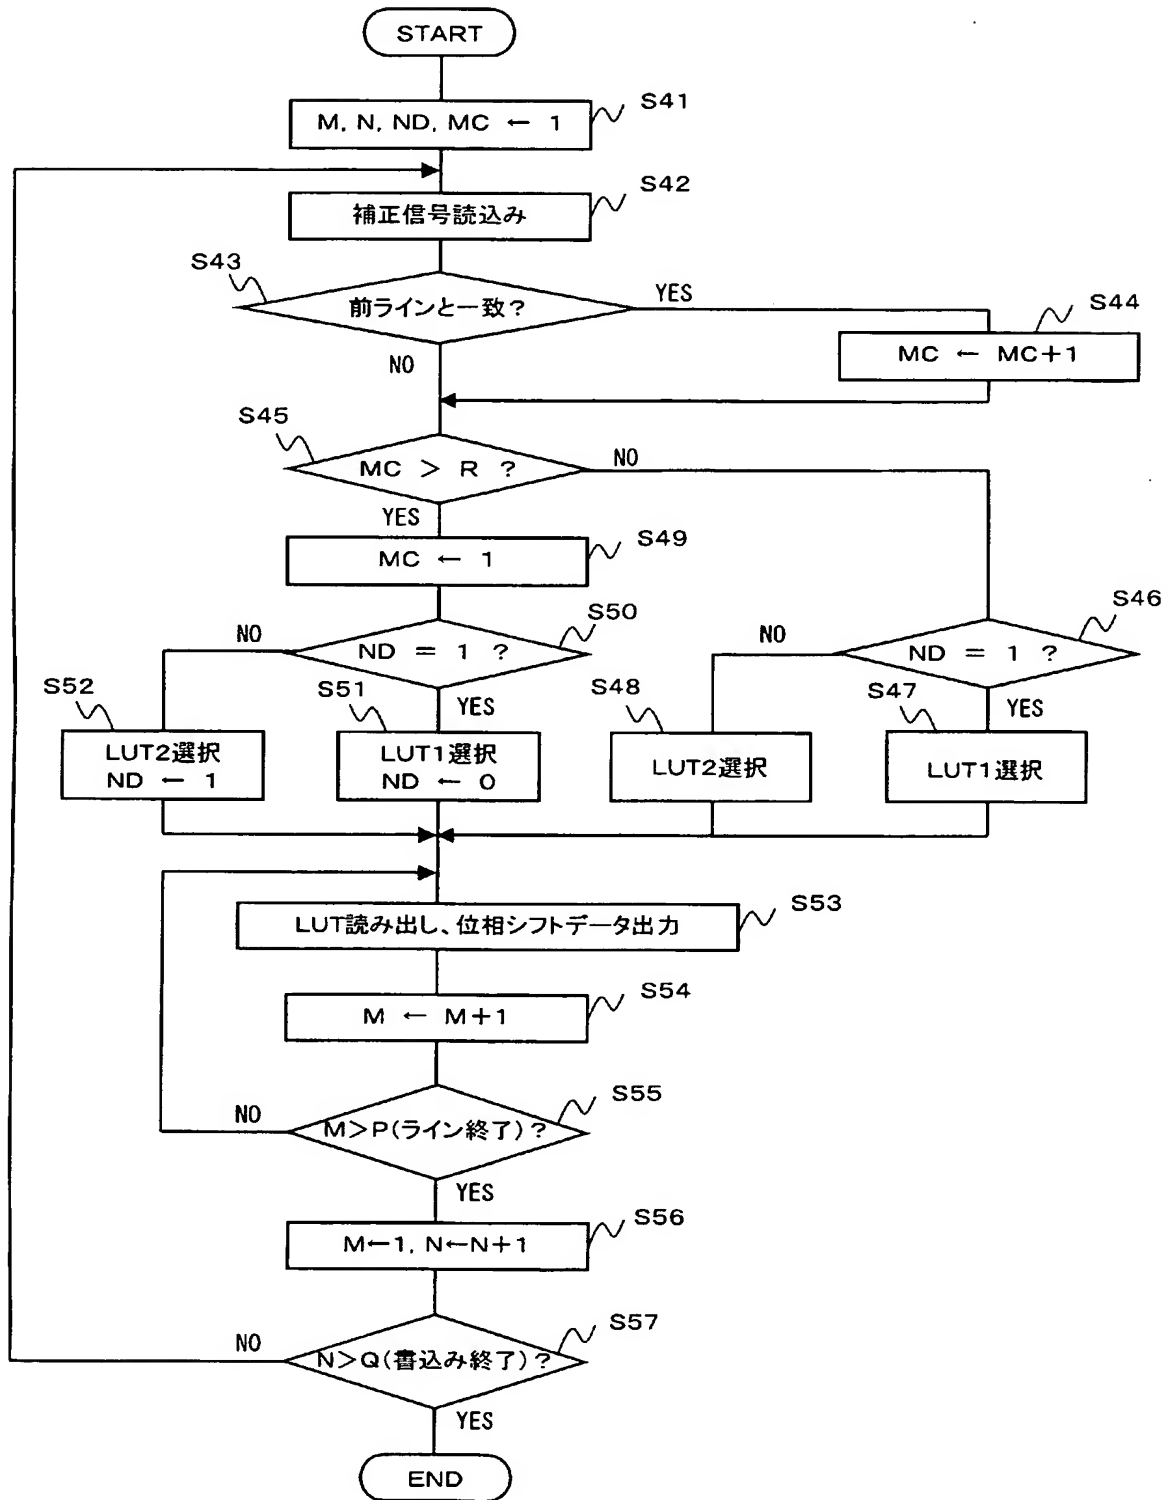 START
S41
M, N, ND, MC ← 1
S42
補正信号読込み
S43
前ラインと一致?
YES
S44
MC ← MC+1
NO
S45
MC > R ?
NO
YES
S49
MC ← 1
S50
NO
ND = 1 ?
S46
NO
ND = 1 ?
S52
S51
YES
S48
S47
YES
LUT2選択
ND ← 1
LUT1選択
ND ← 0
LUT2選択
LUT1選択
S53
LUT読み出し、位相シフトデータ出力
S54
M ← M+1
S55
NO
M>P(ライン終了)?
YES
S56
M←1, N←N+1
S57
NO
N>Q(書込み終了)?
YES
END